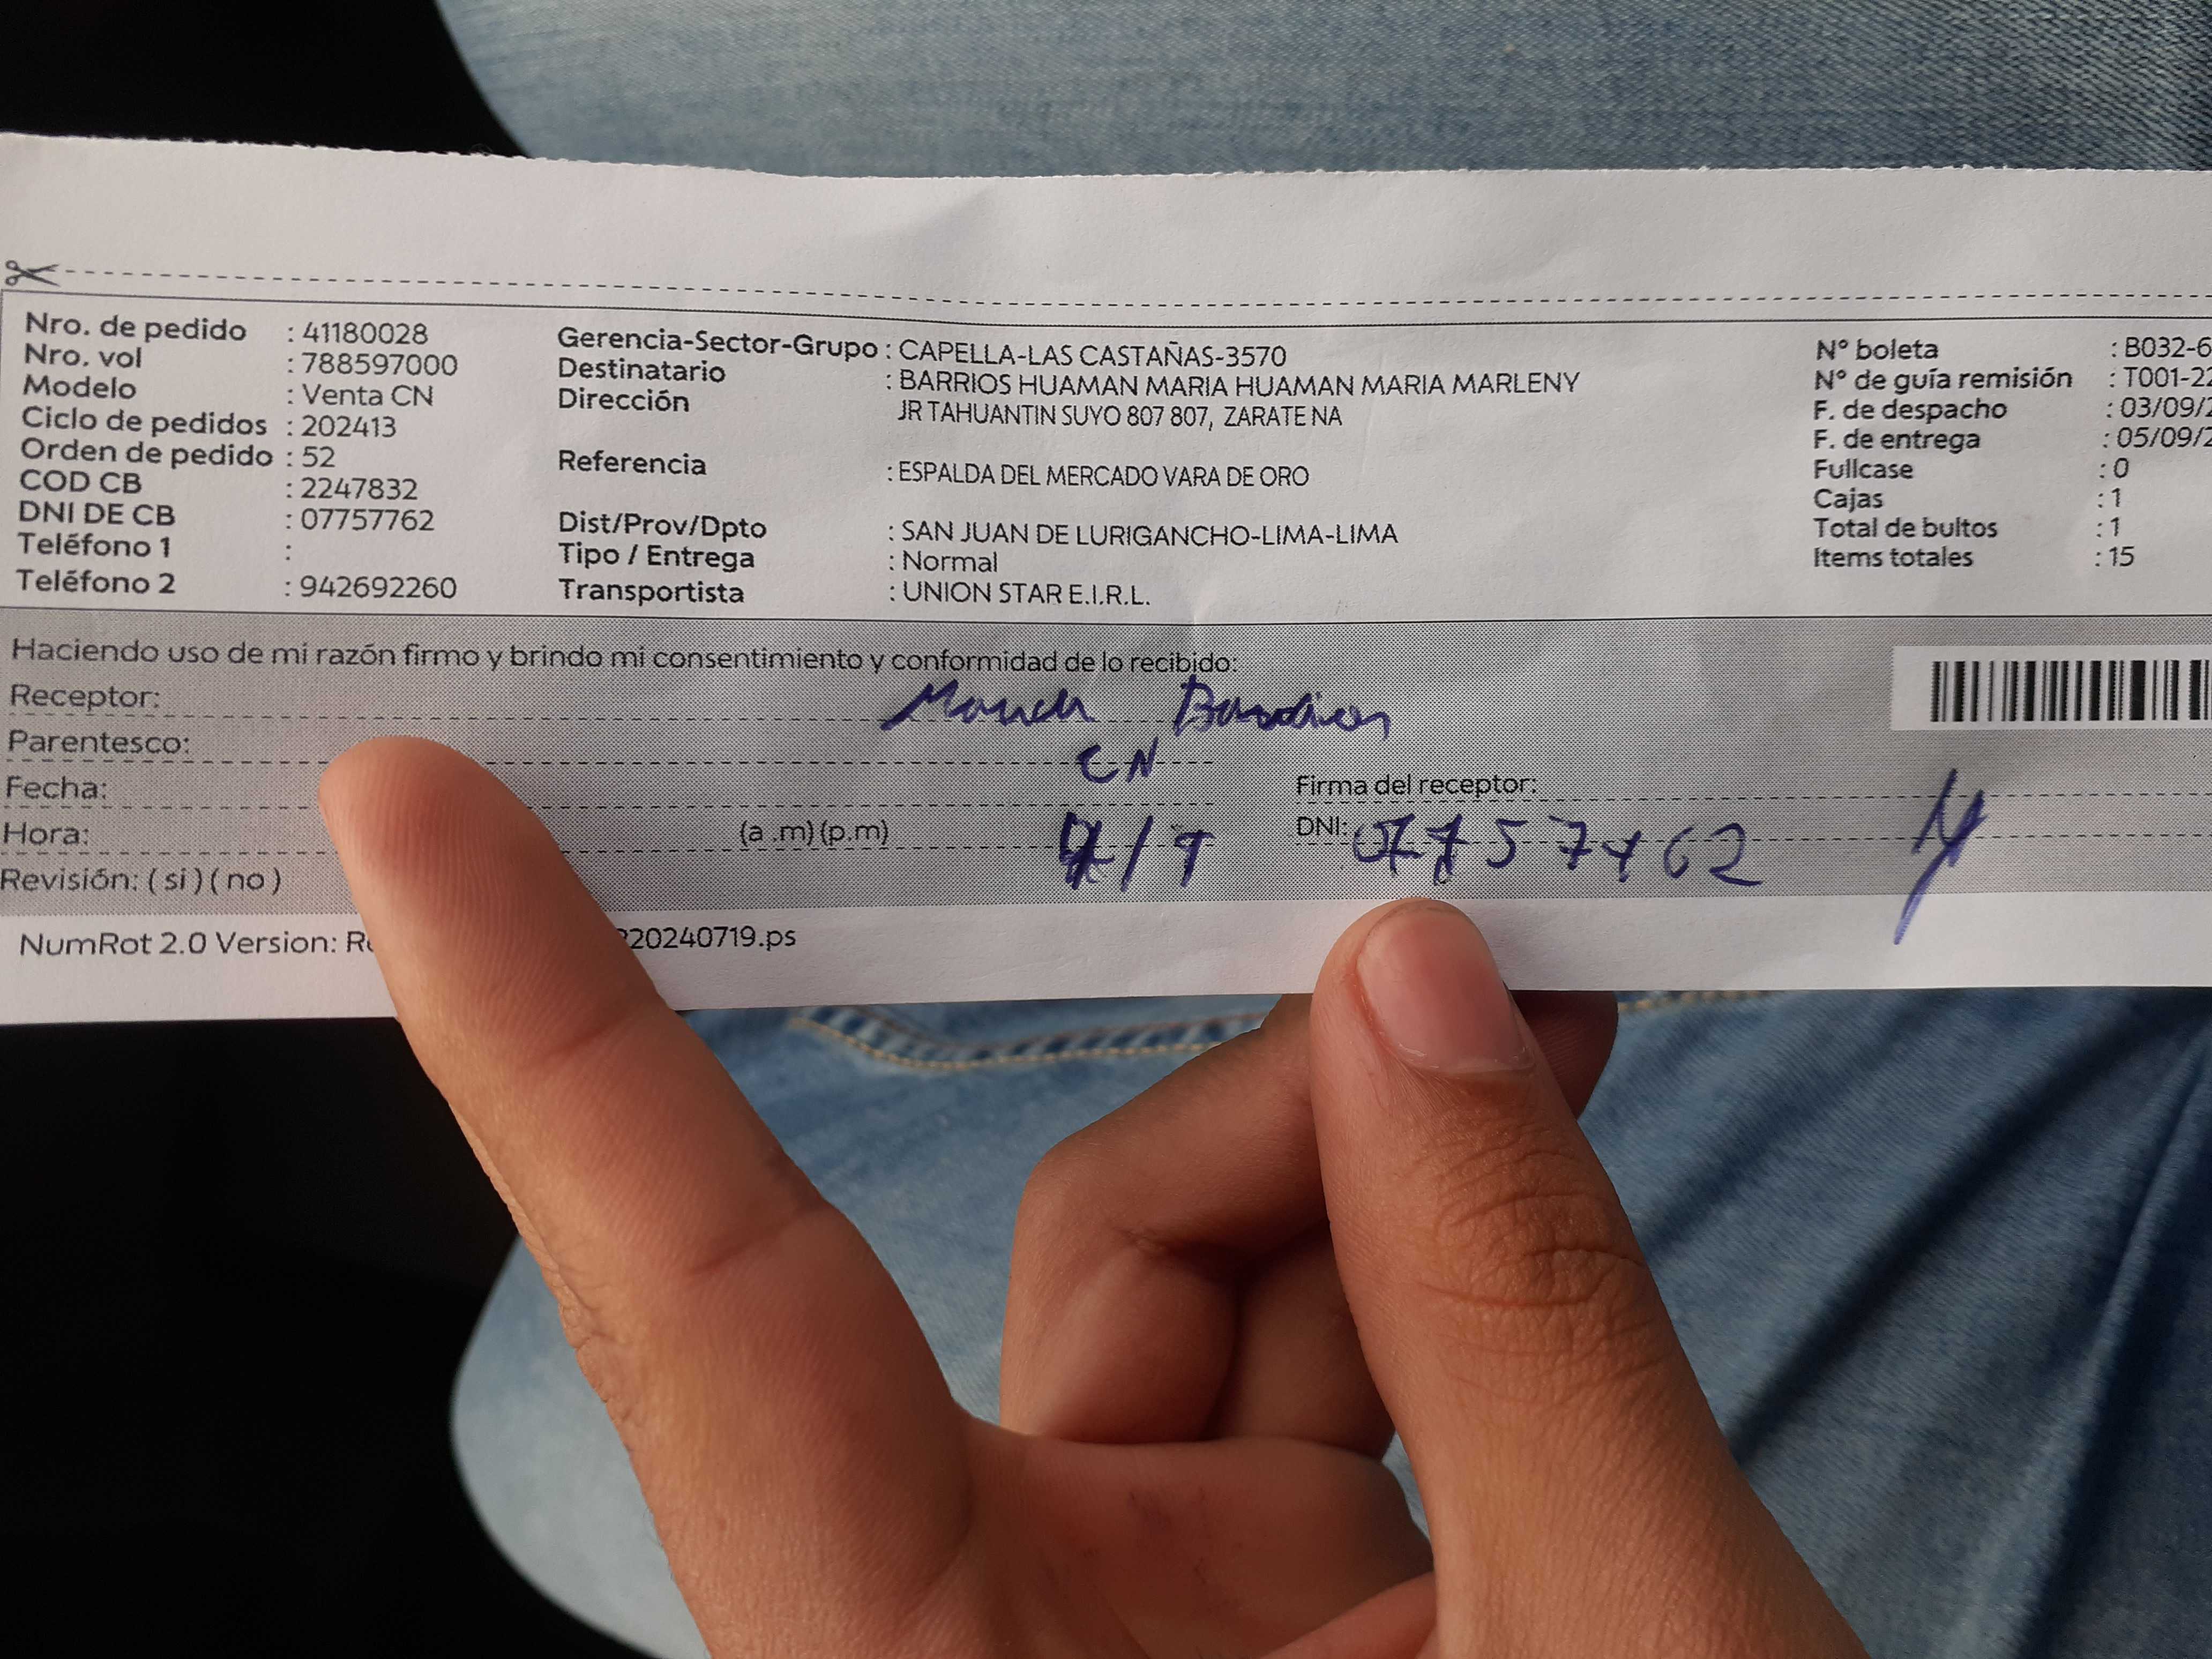 Nro. de pedido : 41180028
Nro. vol : 788597000
Modelo : Venta CN
Ciclo de pedidos : 202413
Orden de pedido : 52
COD CB : 2247832
DNI DE CB : 07757762
Teléfono 1 :
Teléfono 2 : 942692260
Gerencia-Sector-Grupo : CAPELLA-LAS CASTAÑAS-3570
Destinatario : BARRIOS HUAMAN MARIA HUAMAN MARIA MARLENY
Dirección JR TAHUANTIN SUYO 807 807, ZARATE NA
Referencia : ESPALDA DEL MERCADO VARA DE ORO
Dist/Prov/Dpto : SAN JUAN DE LURIGANCHO-LIMA-LIMA
Tipo / Entrega : Normal
Transportista : UNION STAR E.I.R.L.
N° boleta : B032-6
N° de guía remisión : T001-22
F. de despacho : 03/09/2
F. de entrega : 05/09/2
Fullcase : 0
Cajas : 1
Total de bultos : 1
Items totales : 15
Haciendo uso de mi razón firmo y brindo mi consentimiento y conformidad de lo recibido:
Receptor:
Parentesco: CN
Fecha:
Firma del receptor:
Hora: (a .m) (p.m)
DNI:
Revisión: ( si ) ( no )
NumRot 2.0 Version: 20240719.ps